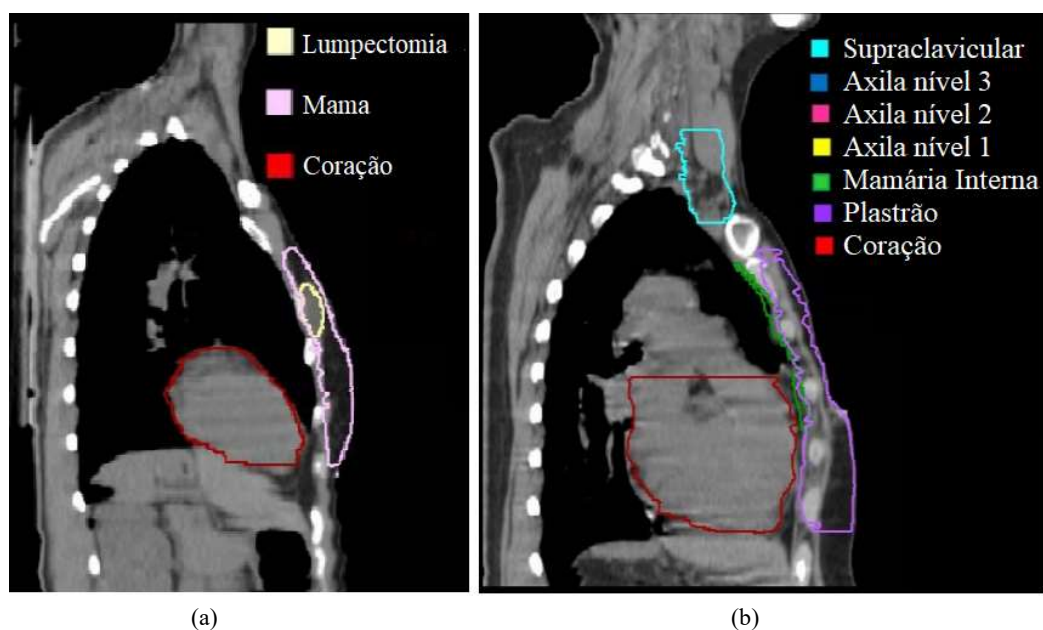 Lumpectomia
Mama
Coração
Supraclavicular
Axila nível 3
Axila nível 2
Axila nível 1
Mamária Interna
Plastrão
Coração
(a)
(b)